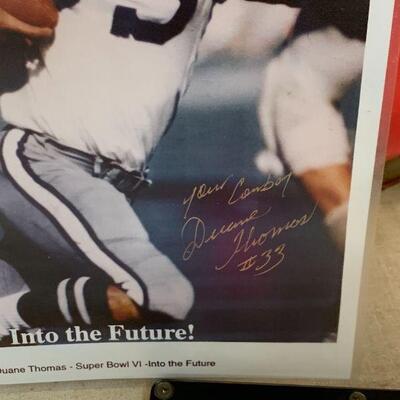 your Cowboy
Duane
Thomas
#33
Into the Future!
Duane Thomas - Super Bowl VI -Into the Future